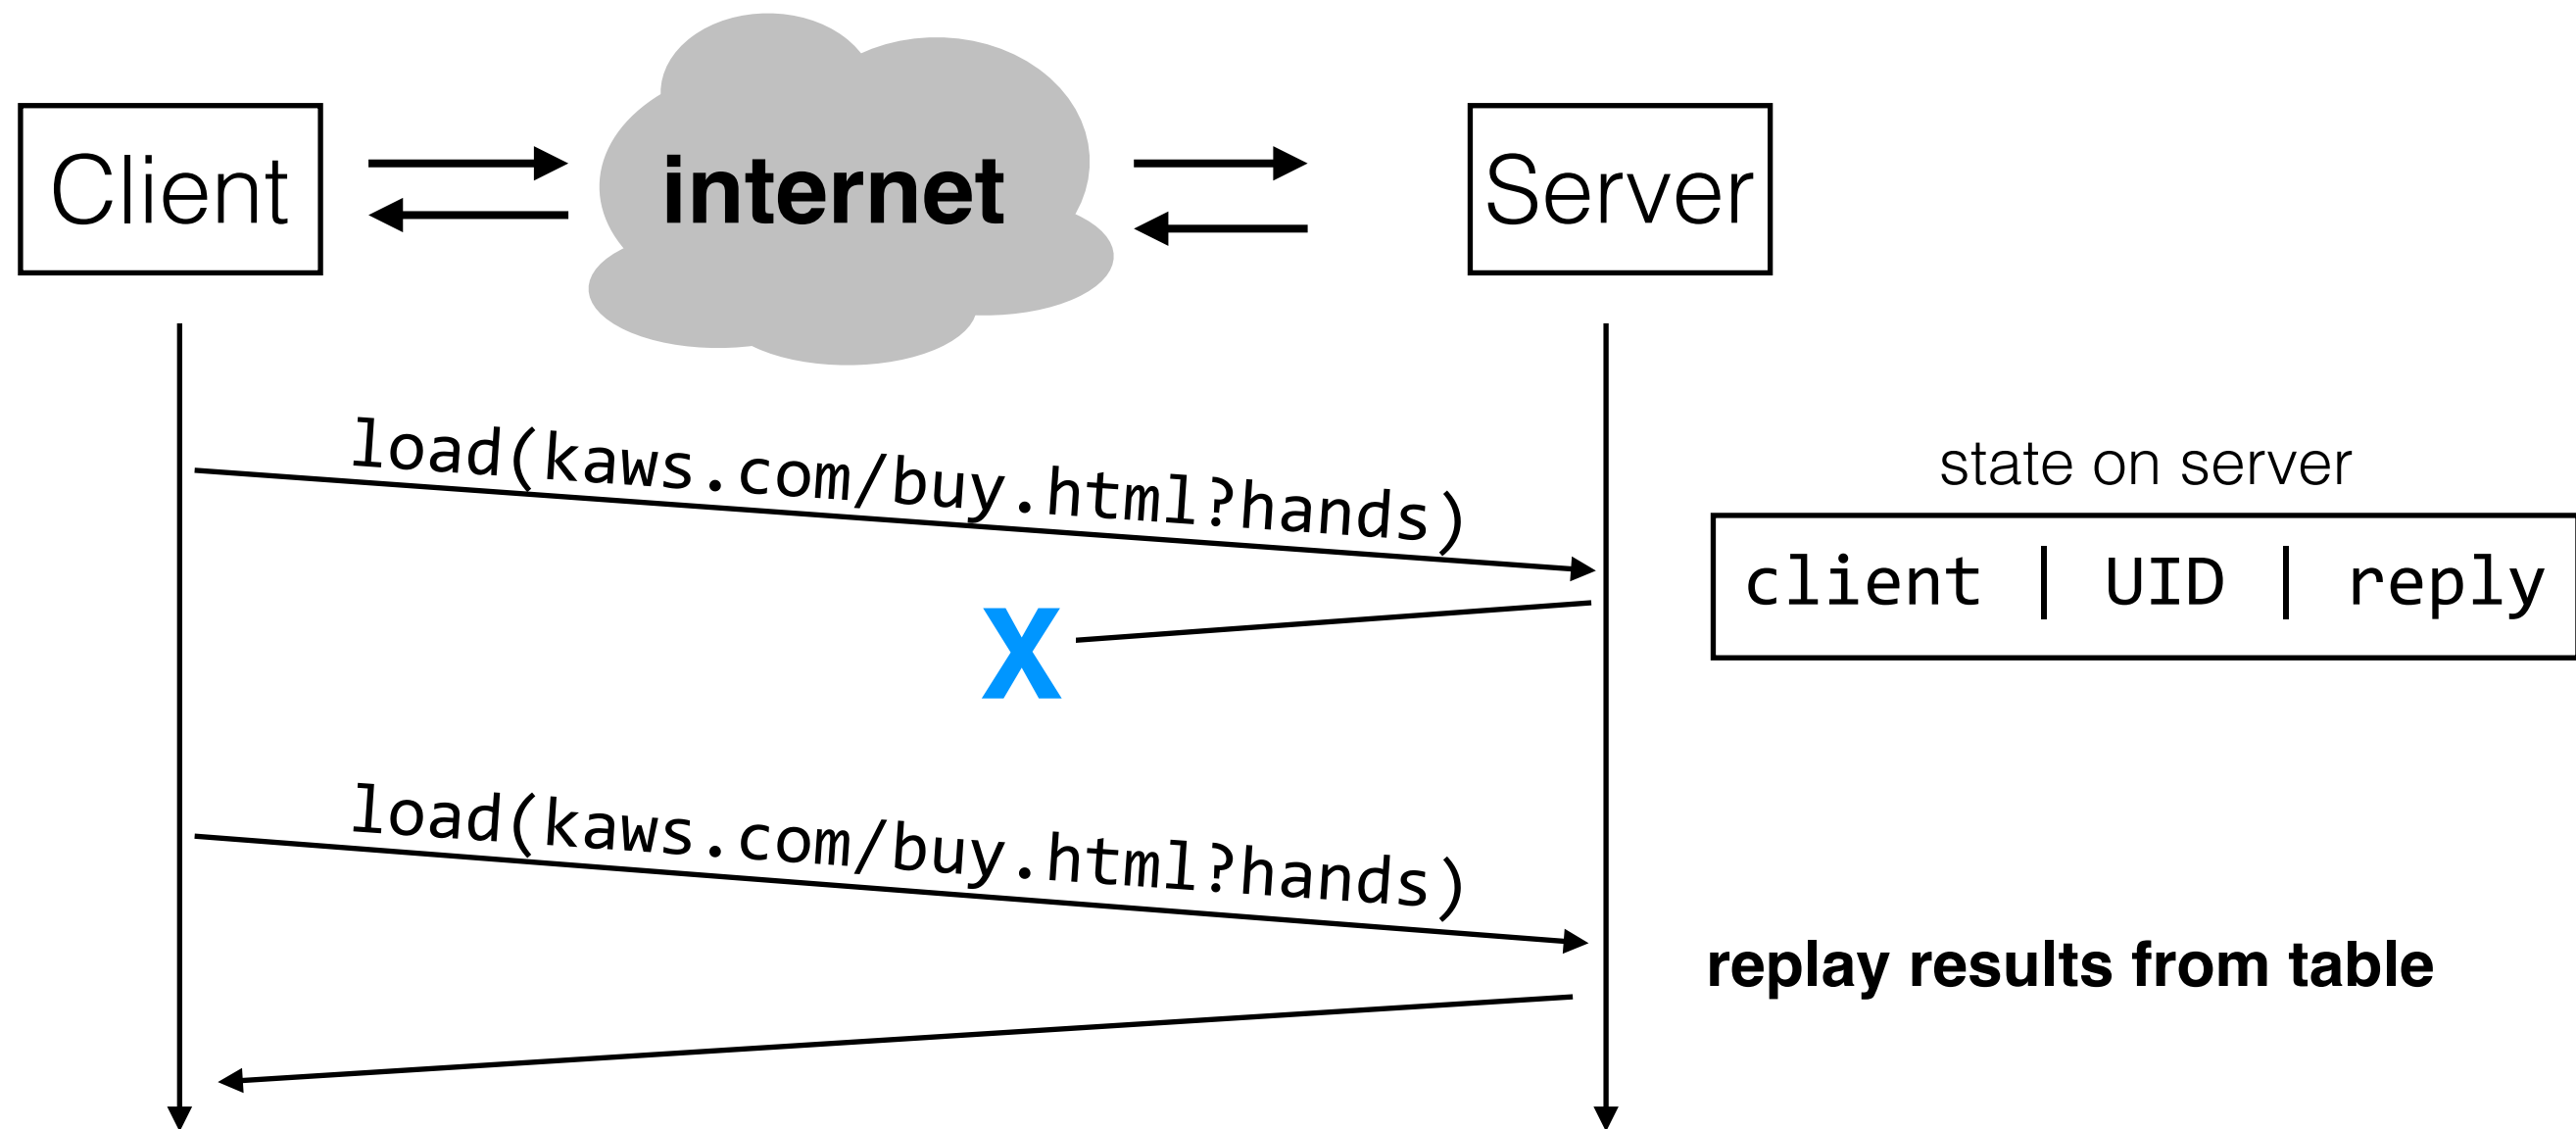 Client
internet
Server
load(kaws.com/buy.html?hands)
state on server
client | UID | reply
X
load(kaws.com/buy.html?hands)
replay results from table